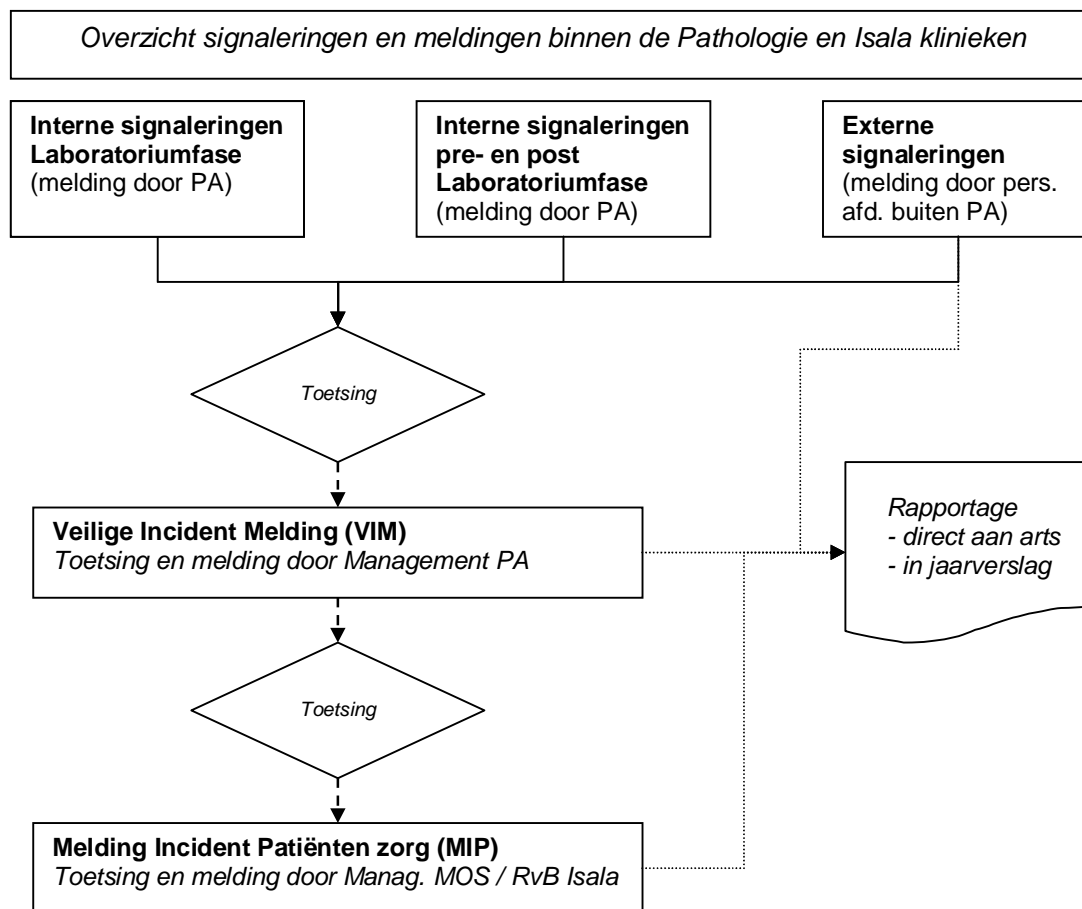 Overzicht signaleringen en meldingen binnen de Pathologie en Isala klinieken
Interne signaleringen
Laboratoriumfase
(melding door PA)
Interne signaleringen
pre- en post
Laboratoriumfase
(melding door PA)
Externe
signaleringen
(melding door pers.
afd. buiten PA)
Toetsing
Veilige Incident Melding (VIM)
Toetsing en melding door Management PA
Rapportage
- direct aan arts
- in jaarverslag
Toetsing
Melding Incident Patiënten zorg (MIP)
Toetsing en melding door Manag. MOS / RvB Isala